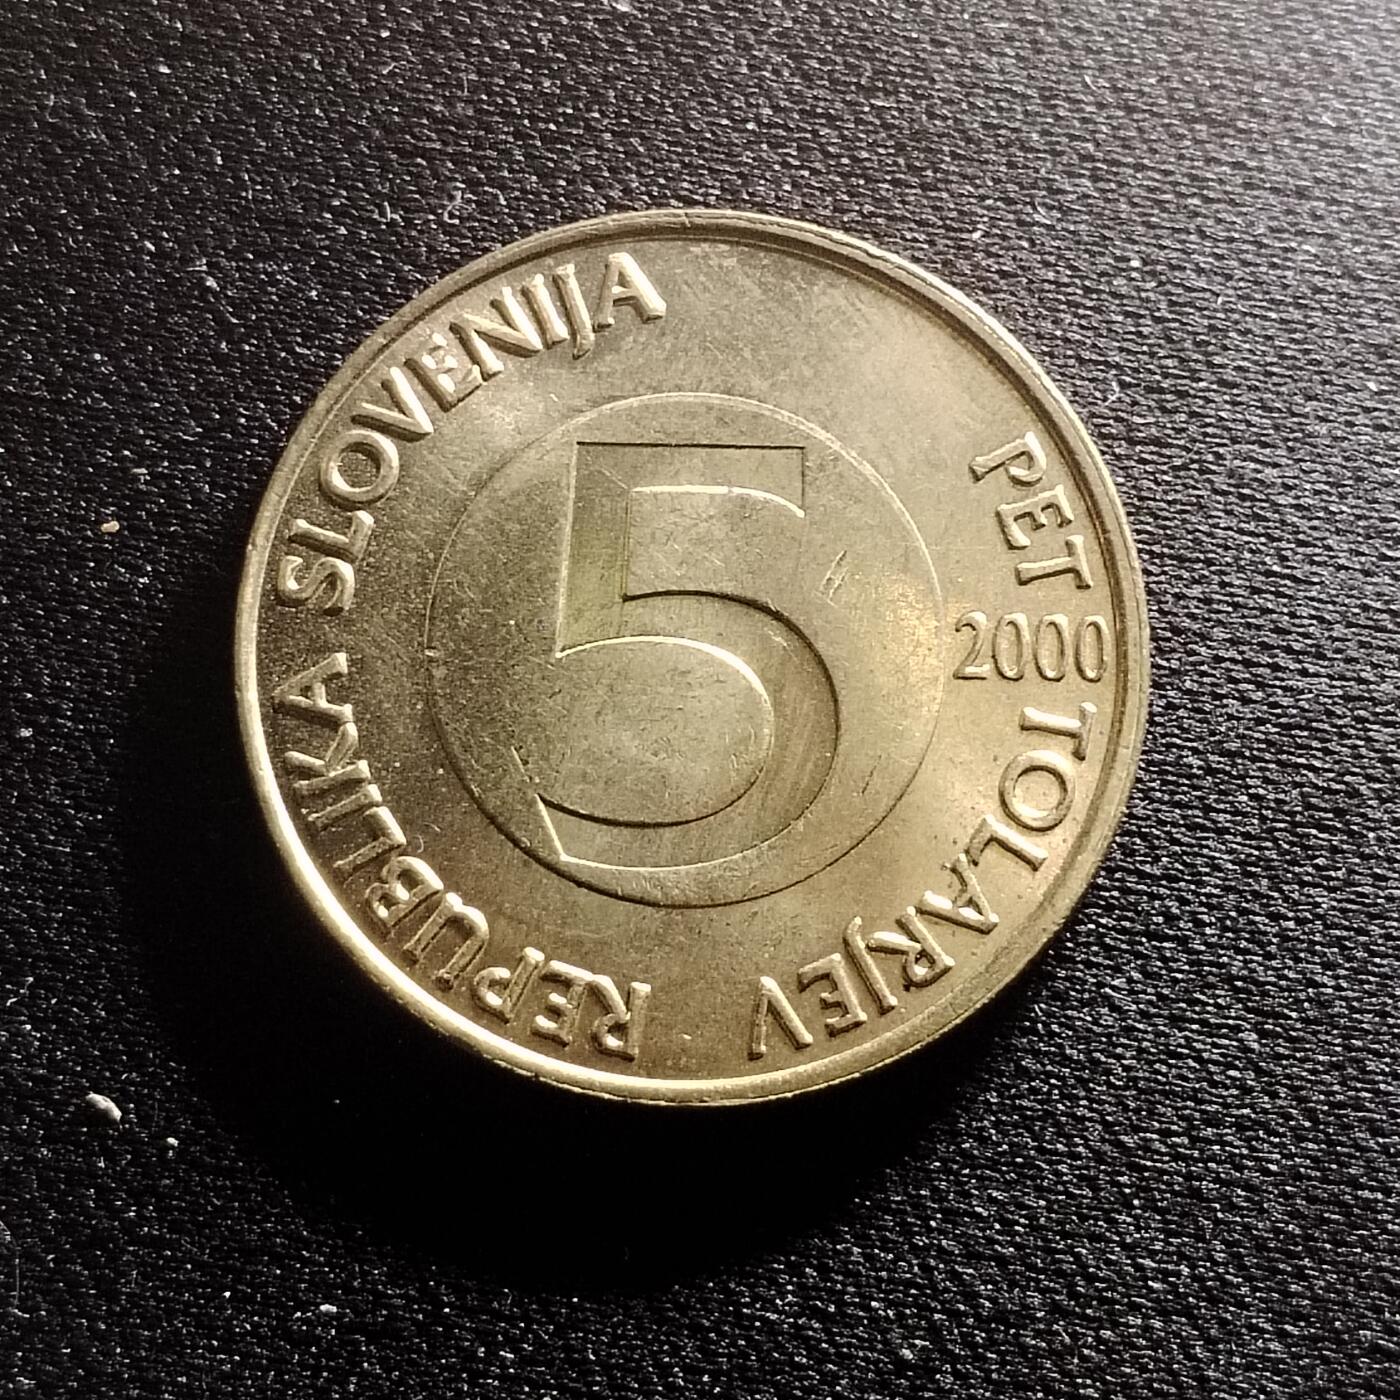 REPUBLIKA SLOVENIJA
5
PET TOLARJEV
2000